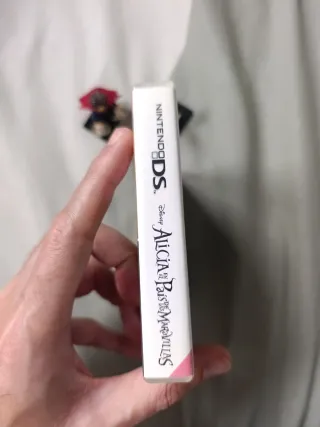 NINTENDO DS
Disney ALICIA EN EL PAÍS DE LAS MARAVILLAS